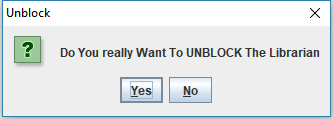 Unblock
?
Do You really Want To UNBLOCK The Librarian
Yes
No